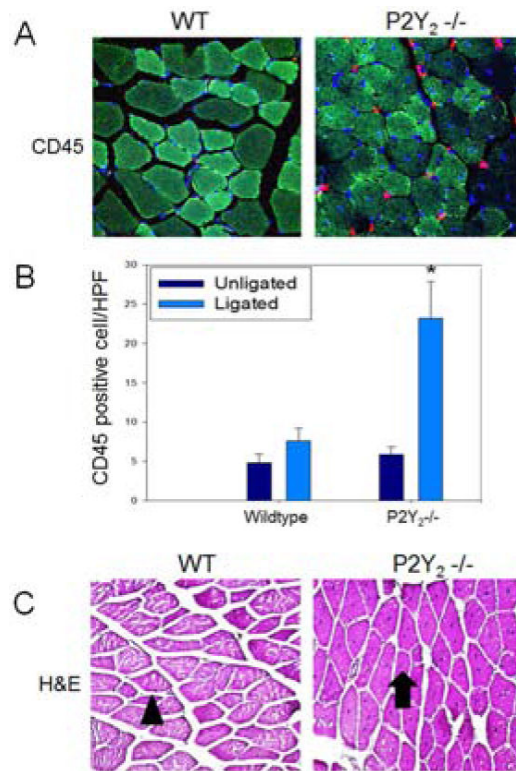 A
WT
P2Y₂ -/-
CD45
B
CD45 positive cell/HPF
30
25
20
15
10
5
0
Unligated
Ligated
*
Wildtype
P2Y₂-/-
C
WT
P2Y₂ -/-
H&E